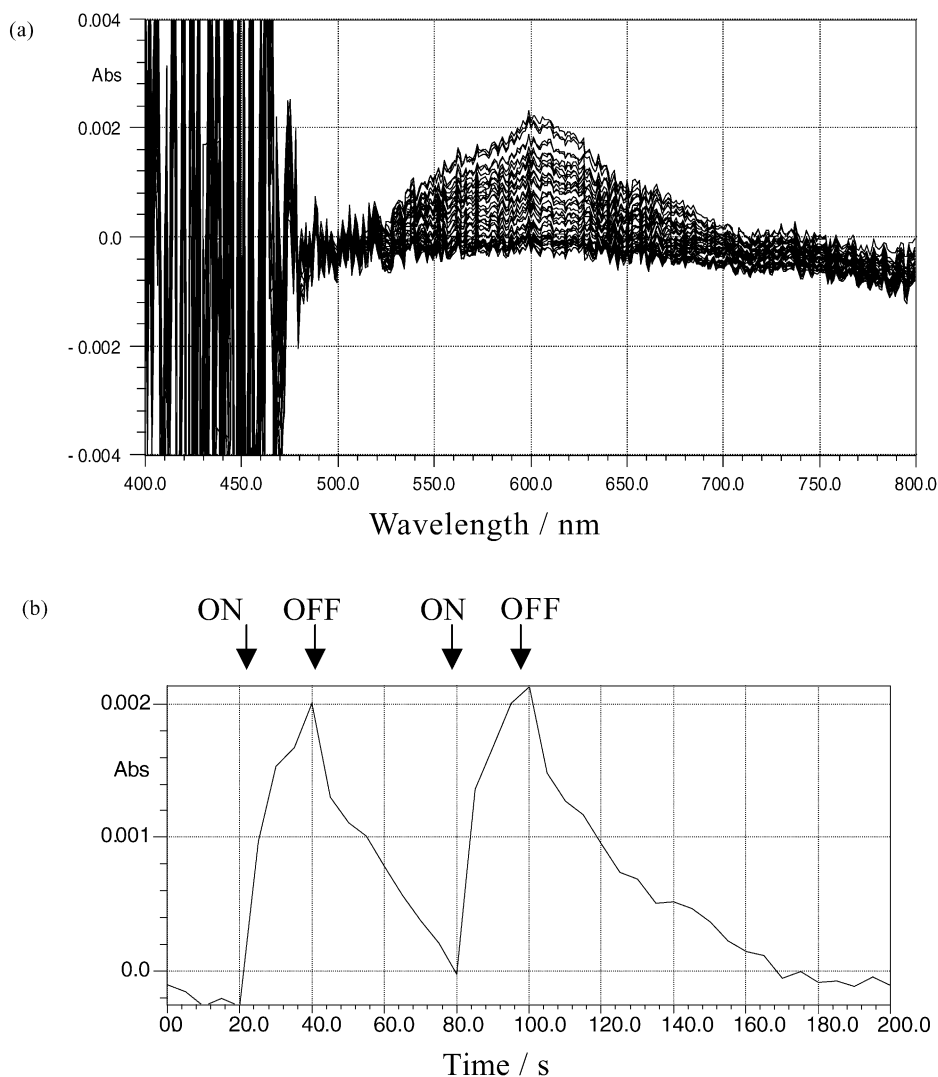 (a)
0.004
Abs
0.002
0.0
- 0.002
- 0.004
400.0 450.0 500.0 550.0 600.0 650.0 700.0 750.0 800.0
Wavelength / nm
(b)
ON OFF ON OFF
0.002
Abs
0.001
0.0
00 20.0 40.0 60.0 80.0 100.0 120.0 140.0 160.0 180.0 200.0
Time / s